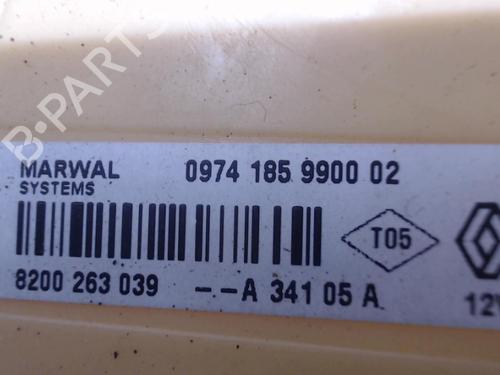 B-PARTS
MARWAL 0974 185 9900 02
SYSTEMS
T05
8200 263 039 --A 341 05 A
12V